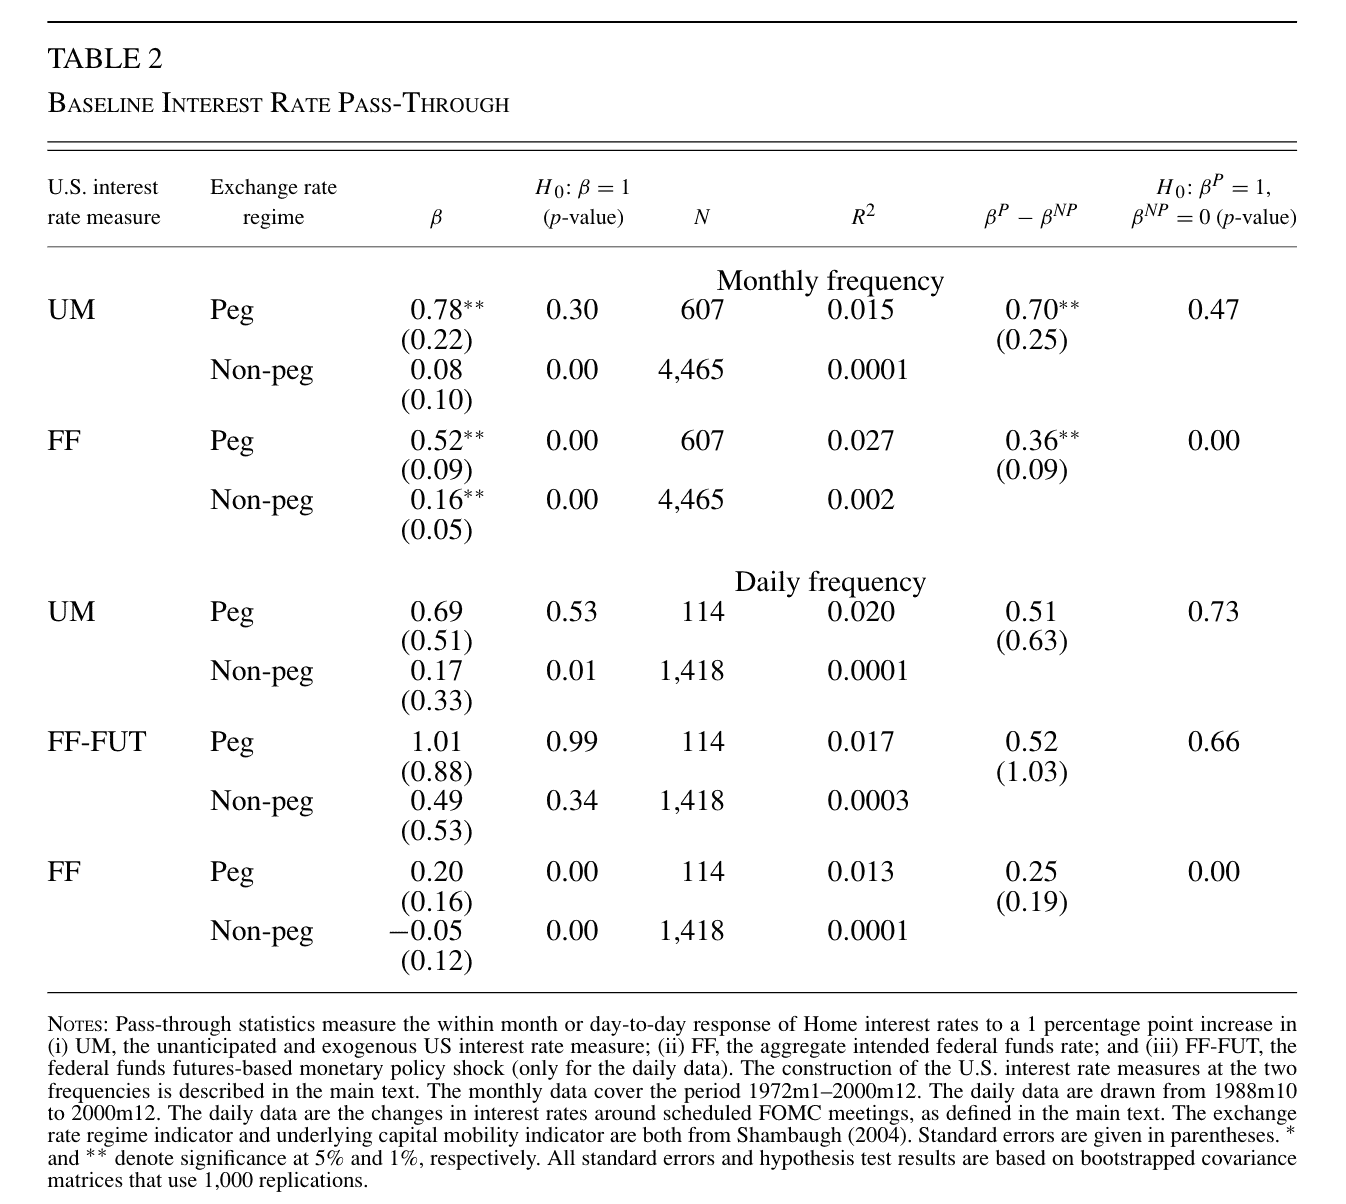 TABLE 2
BASELINE INTEREST RATE PASS-THROUGH
U.S. interest rate measure | Exchange rate regime | β | H0: β = 1 (p-value) | N | R² | β^P − β^NP | H0: β^P = 1, β^NP = 0 (p-value)
Monthly frequency
UM Peg 0.78** 0.30 607 0.015 0.70** 0.47
(0.22) (0.25)
Non-peg 0.08 0.00 4,465 0.0001
(0.10)
FF Peg 0.52** 0.00 607 0.027 0.36** 0.00
(0.09) (0.09)
Non-peg 0.16** 0.00 4,465 0.002
(0.05)
Daily frequency
UM Peg 0.69 0.53 114 0.020 0.51 0.73
(0.51) (0.63)
Non-peg 0.17 0.01 1,418 0.0001
(0.33)
FF-FUT Peg 1.01 0.99 114 0.017 0.52 0.66
(0.88) (1.03)
Non-peg 0.49 0.34 1,418 0.0003
(0.53)
FF Peg 0.20 0.00 114 0.013 0.25 0.00
(0.16) (0.19)
Non-peg −0.05 0.00 1,418 0.0001
(0.12)
NOTES: Pass-through statistics measure the within month or day-to-day response of Home interest rates to a 1 percentage point increase in
(i) UM, the unanticipated and exogenous US interest rate measure; (ii) FF, the aggregate intended federal funds rate; and (iii) FF-FUT, the
federal funds futures-based monetary policy shock (only for the daily data). The construction of the U.S. interest rate measures at the two
frequencies is described in the main text. The monthly data cover the period 1972m1–2000m12. The daily data are drawn from 1988m10
to 2000m12. The daily data are the changes in interest rates around scheduled FOMC meetings, as defined in the main text. The exchange
rate regime indicator and underlying capital mobility indicator are both from Shambaugh (2004). Standard errors are given in parentheses. *
and ** denote significance at 5% and 1%, respectively. All standard errors and hypothesis test results are based on bootstrapped covariance
matrices that use 1,000 replications.